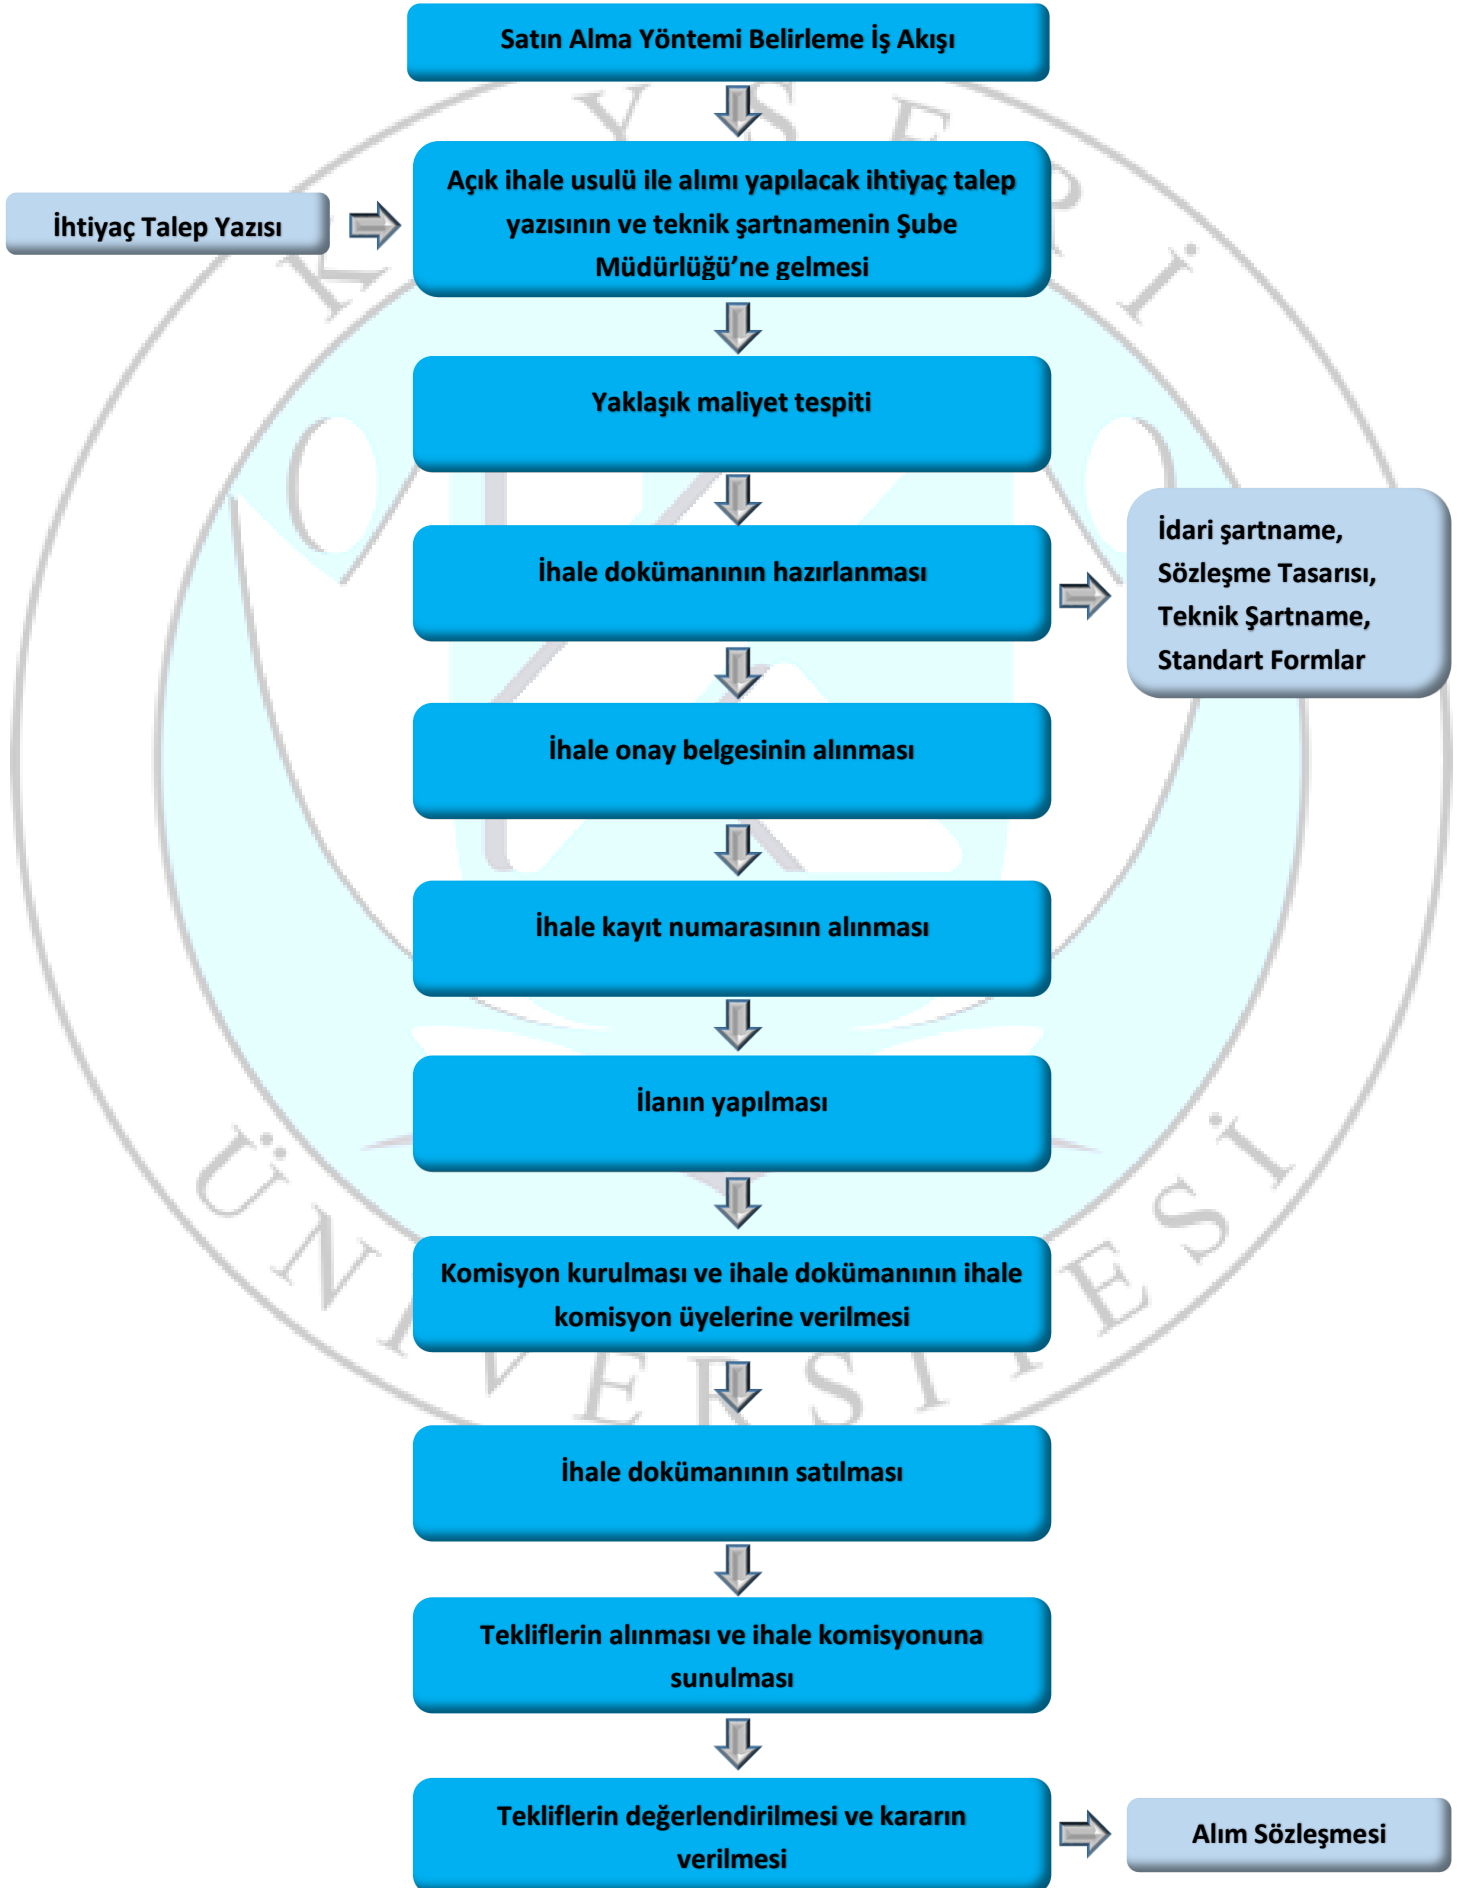 Satın Alma Yöntemi Belirleme İş Akışı
İhtiyaç Talep Yazısı
Açık ihale usulü ile alımı yapılacak ihtiyaç talep
yazısının ve teknik şartnamenin Şube
Müdürlüğü’ne gelmesi
Yaklaşık maliyet tespiti
İhale dokümanının hazırlanması
İdari şartname,
Sözleşme Tasarısı,
Teknik Şartname,
Standart Formlar
İhale onay belgesinin alınması
İhale kayıt numarasının alınması
İlanın yapılması
Komisyon kurulması ve ihale dokümanının ihale
komisyon üyelerine verilmesi
İhale dokümanının satılması
Tekliflerin alınması ve ihale komisyonuna
sunulması
Tekliflerin değerlendirilmesi ve kararın
verilmesi
Alım Sözleşmesi
ÜNİVERSİTESİ